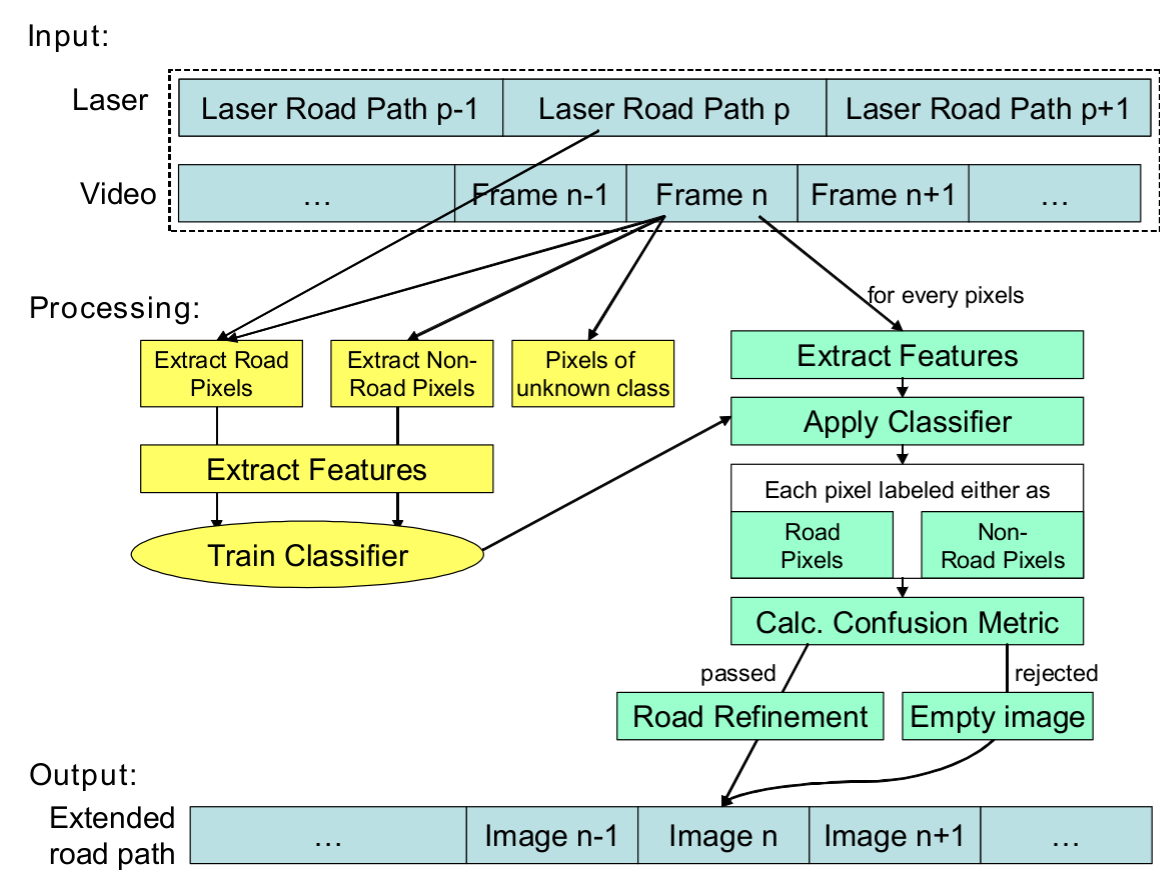 Input:
Laser
Laser Road Path p-1
Laser Road Path p
Laser Road Path p+1
Video
...
Frame n-1
Frame n
Frame n+1
...
for every pixels
Processing:
Extract Road
Pixels
Extract Non-
Road Pixels
Pixels of
unknown class
Extract Features
Train Classifier
Extract Features
Apply Classifier
Each pixel labeled either as
Road
Pixels
Non-
Road Pixels
Calc. Confusion Metric
passed
rejected
Road Refinement
Empty image
Output:
Extended
road path
...
Image n-1
Image n
Image n+1
...